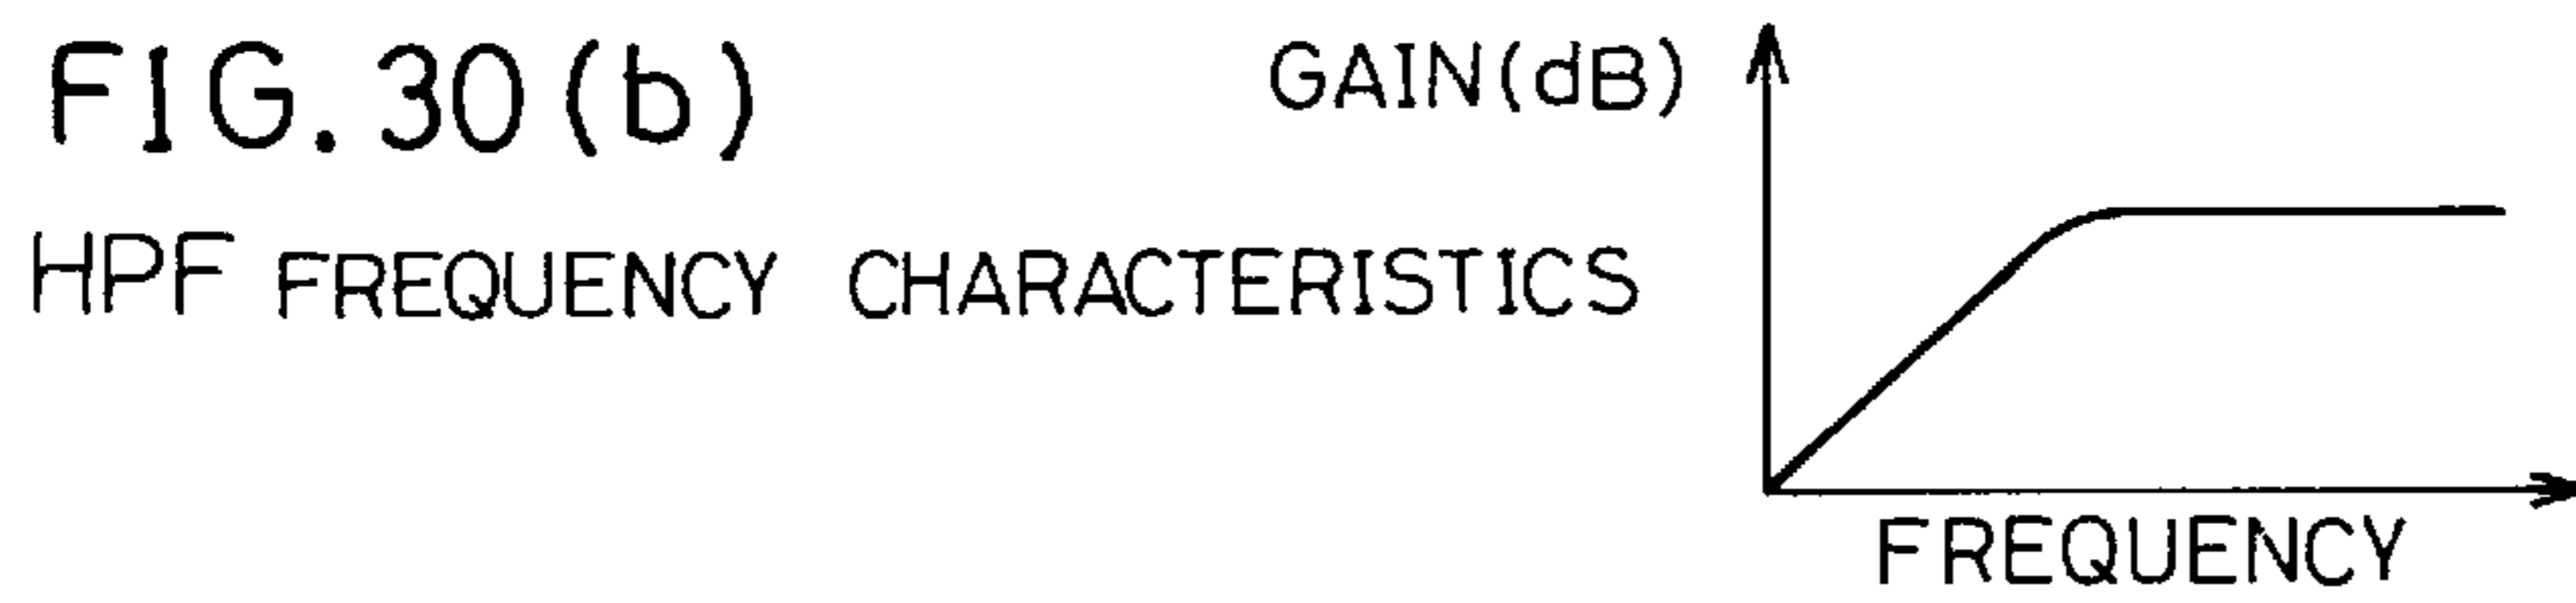 FIG. 30 (b)
GAIN(dB)
HPF FREQUENCY CHARACTERISTICS
FREQUENCY